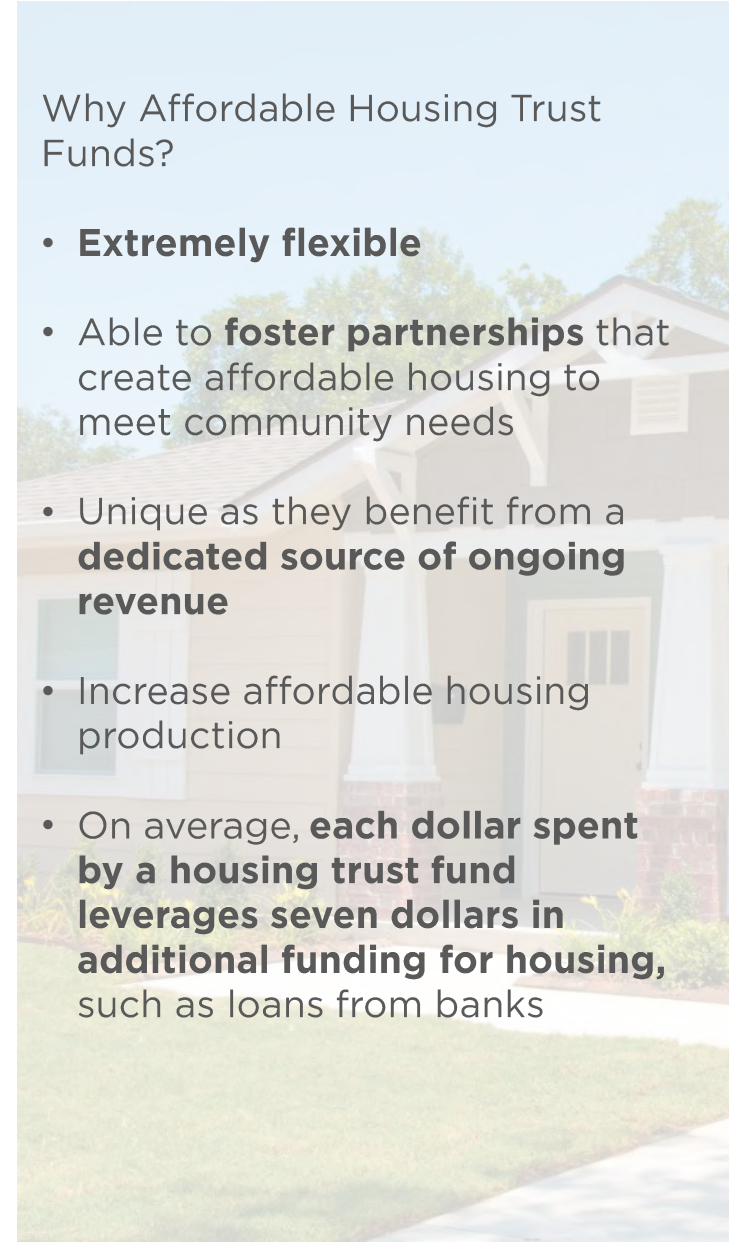 Why Affordable Housing Trust
Funds?
• Extremely flexible
• Able to foster partnerships that
create affordable housing to
meet community needs
• Unique as they benefit from a
dedicated source of ongoing
revenue
• Increase affordable housing
production
• On average, each dollar spent
by a housing trust fund
leverages seven dollars in
additional funding for housing,
such as loans from banks